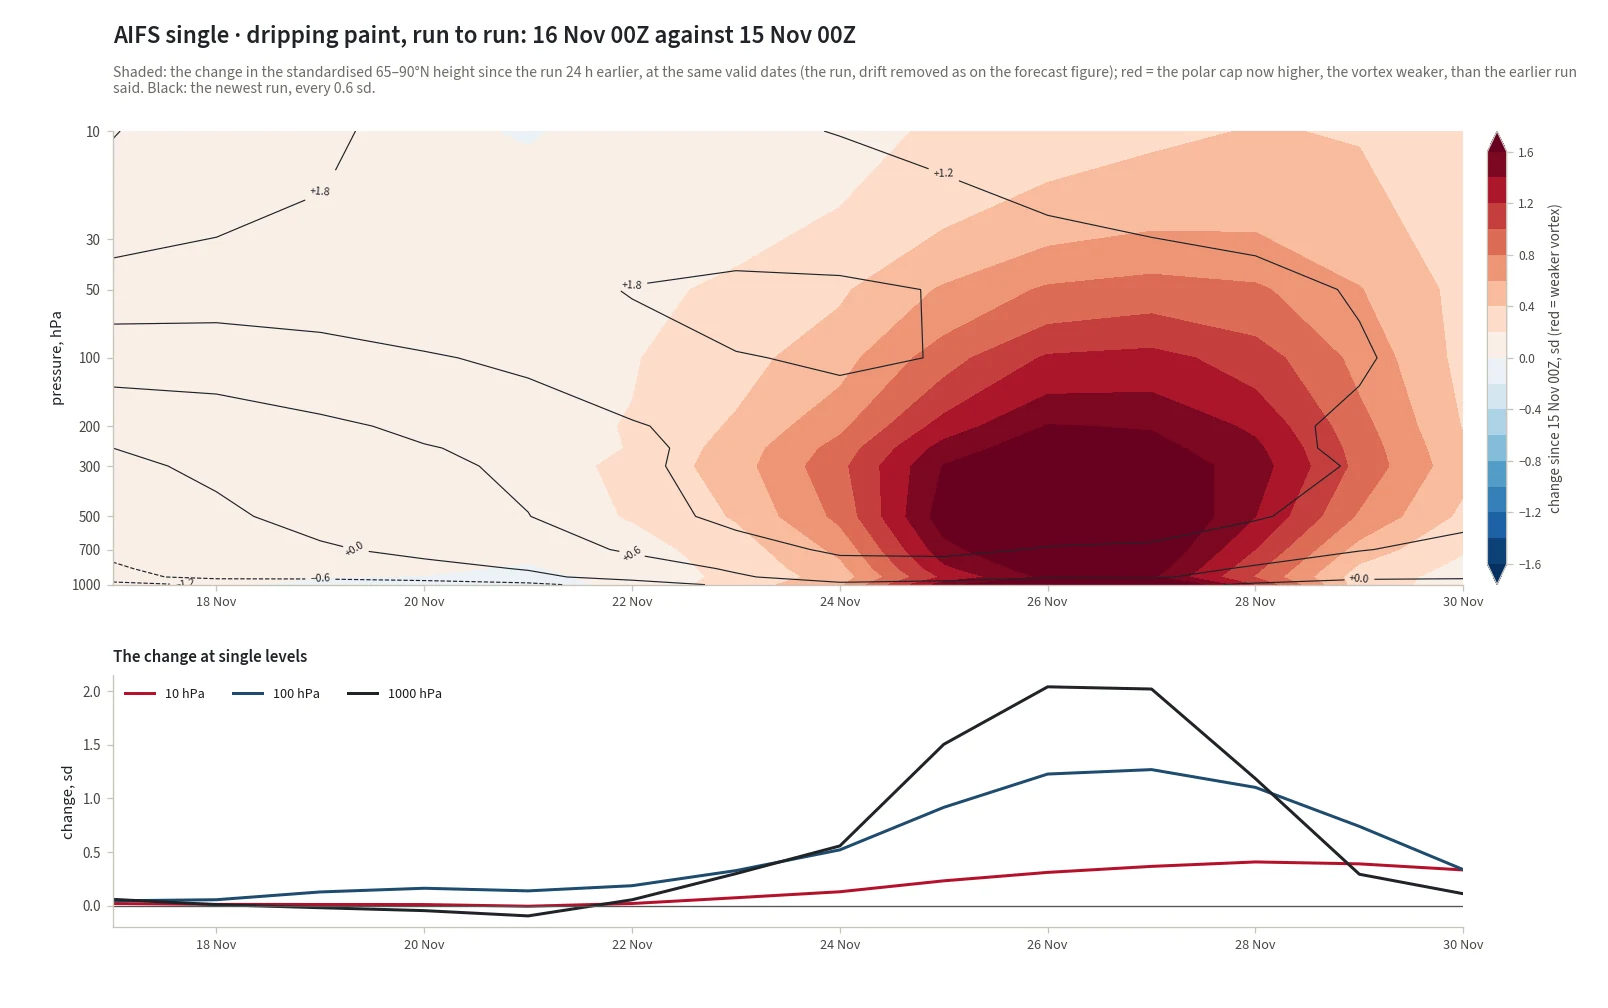 AIFS single · dripping paint, run to run: 16 Nov 00Z against 15 Nov 00Z
Shaded: the change in the standardised 65–90°N height since the run 24 h earlier, at the same valid dates (the run, drift removed as on the forecast figure); red = the polar cap now higher, the vortex weaker, than the earlier run
said. Black: the newest run, every 0.6 sd.
pressure, hPa
10
30
50
100
200
300
500
700
1000
+1.8
+1.2
+1.8
+0.0
+0.6
−0.6
−1.2
+0.0
18 Nov
20 Nov
22 Nov
24 Nov
26 Nov
28 Nov
30 Nov
1.6
1.2
0.8
0.4
0.0
−0.4
−0.8
−1.2
−1.6
change since 15 Nov 00Z, sd (red = weaker vortex)
The change at single levels
10 hPa
100 hPa
1000 hPa
change, sd
2.0
1.5
1.0
0.5
0.0
18 Nov
20 Nov
22 Nov
24 Nov
26 Nov
28 Nov
30 Nov